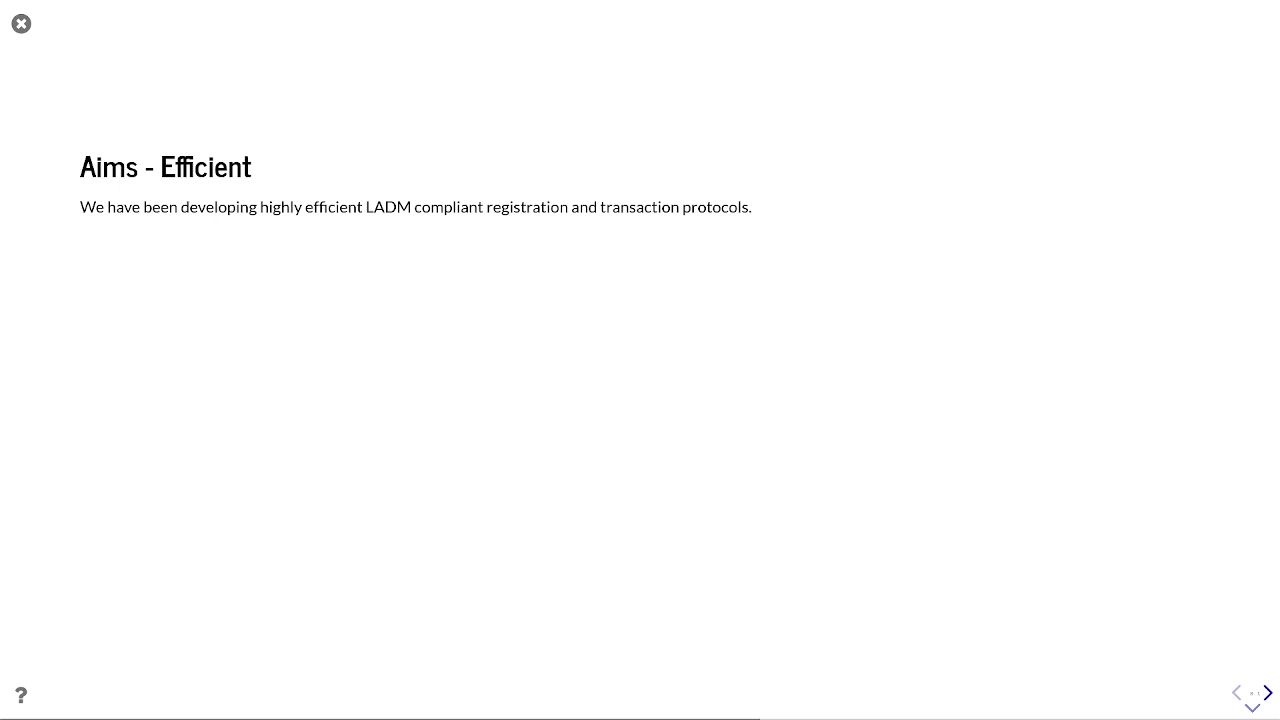 Aims - Efficient
We have been developing highly efficient LADM compliant registration and transaction protocols.
?